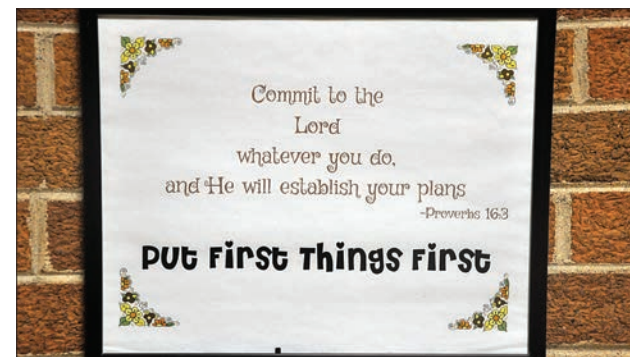 Commit to the
Lord
whatever you do,
and He will establish your plans
-Proverbs 16:3
Put First Things First